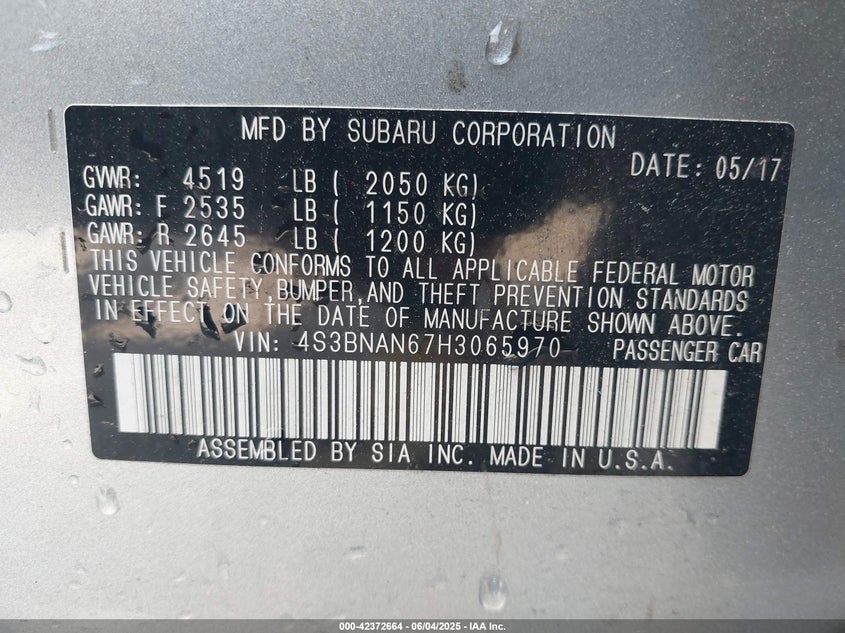 MFD BY SUBARU CORPORATION
DATE: 05/17
GVWR: 4519 LB ( 2050 KG)
GAWR: F 2535 LB ( 1150 KG)
GAWR: R 2645 LB ( 1200 KG)
THIS VEHICLE CONFORMS TO ALL APPLICABLE FEDERAL MOTOR
VEHICLE SAFETY,BUMPER,AND THEFT PREVENTION STANDARDS
IN EFFECT ON THE DATE OF MANUFACTURE SHOWN ABOVE.
VIN: 4S3BNAN67H3065970 PASSENGER CAR
ASSEMBLED BY SIA INC. MADE IN U.S.A.
000-42372664 | 06/04/2025 - IAA Inc.